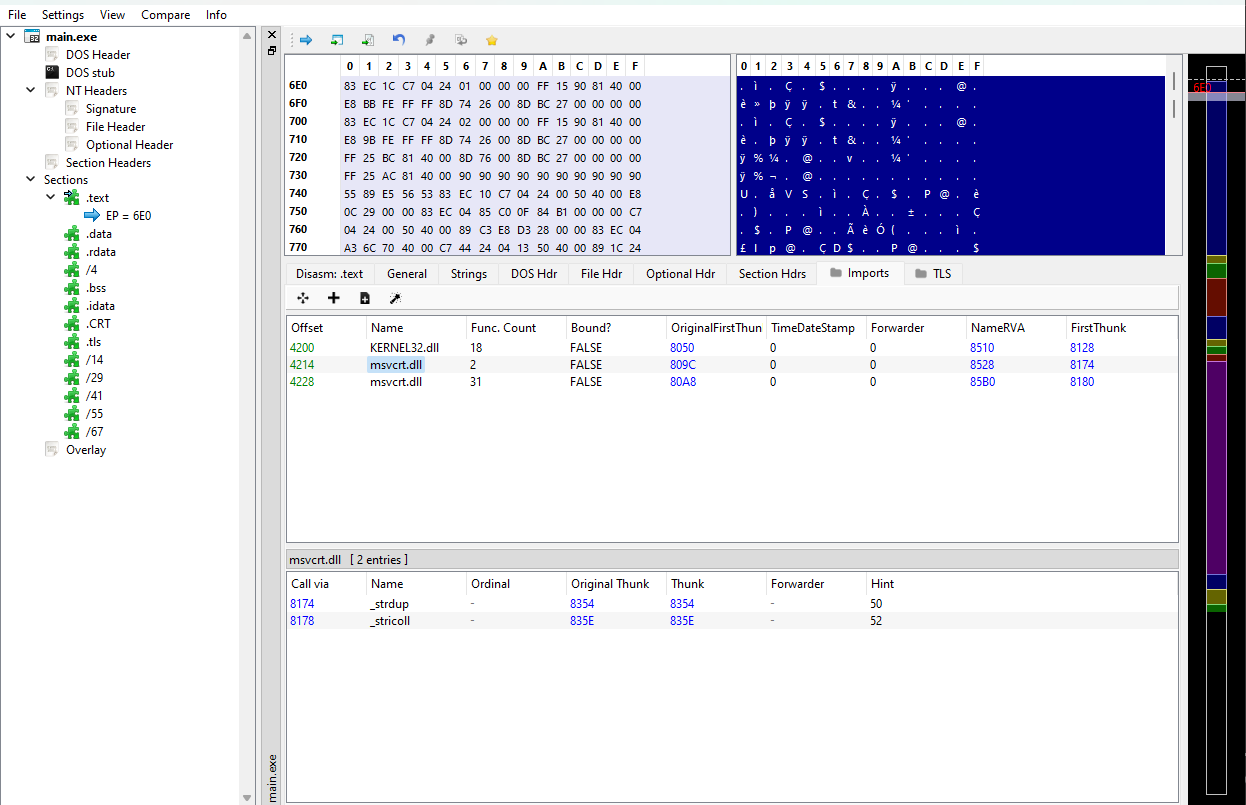 File Settings View Compare Info
main.exe
DOS Header
DOS stub
NT Headers
Signature
File Header
Optional Header
Section Headers
Sections
.text
EP = 6E0
.data
.rdata
/4
.bss
.idata
.CRT
.tls
/14
/29
/41
/55
/67
Overlay
main.exe
0 1 2 3 4 5 6 7 8 9 A B C D E F
6E0 83 EC 1C C7 04 24 01 00 00 00 FF 15 90 81 40 00
6F0 E8 BB FE FF FF 8D 74 26 00 8D BC 27 00 00 00 00
700 83 EC 1C C7 04 24 02 00 00 00 FF 15 90 81 40 00
710 E8 9B FE FF FF 8D 74 26 00 8D BC 27 00 00 00 00
720 FF 25 BC 81 40 00 8D 76 00 8D BC 27 00 00 00 00
730 FF 25 AC 81 40 00 90 90 90 90 90 90 90 90 90 90
740 55 89 E5 56 53 83 EC 10 C7 04 24 00 50 40 00 E8
750 0C 29 00 00 83 EC 04 85 C0 0F 84 B1 00 00 00 C7
760 04 24 00 50 40 00 89 C3 E8 D3 28 00 00 83 EC 04
770 A3 6C 70 40 00 C7 44 24 04 13 50 40 00 89 1C 24
0 1 2 3 4 5 6 7 8 9 A B C D E F
. ì . Ç . $ . . . . ÿ . . . @ .
è » þ ÿ ÿ . t & . . ¼ ' . . . .
. ì . Ç . $ . . . . ÿ . . . @ .
è . þ ÿ ÿ . t & . . ¼ ' . . . .
ÿ % ¼ . @ . . v . . ¼ ' . . . .
ÿ % ¬ . @ . . . . . . . . . . .
U . å V S . ì . Ç . $ . P @ . è
. ) . . . ì . . À . . ± . . . Ç
. $ . P @ . . Ã è Ó ( . . . ì .
£ l p @ . Ç D $ . . P @ . . . $
6E0
Disasm: .text General Strings DOS Hdr File Hdr Optional Hdr Section Hdrs Imports TLS
Offset Name Func. Count Bound? OriginalFirstThun TimeDateStamp Forwarder NameRVA FirstThunk
4200 KERNEL32.dll 18 FALSE 8050 0 0 8510 8128
4214 msvcrt.dll 2 FALSE 809C 0 0 8528 8174
4228 msvcrt.dll 31 FALSE 80A8 0 0 85B0 8180
msvcrt.dll [ 2 entries ]
Call via Name Ordinal Original Thunk Thunk Forwarder Hint
8174 _strdup - 8354 8354 - 50
8178 _stricoll - 835E 835E - 52